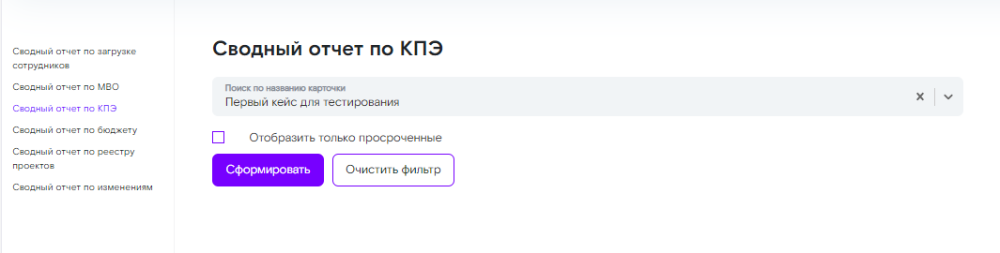 Сводный отчет по загрузке
сотрудников
Сводный отчет по МВО
Сводный отчет по КПЭ
Сводный отчет по бюджету
Сводный отчет по реестру
проектов
Сводный отчет по изменениям
Сводный отчет по КПЭ
Поиск по названию карточки
Первый кейс для тестирования
Отобразить только просроченные
Сформировать
Очистить фильтр